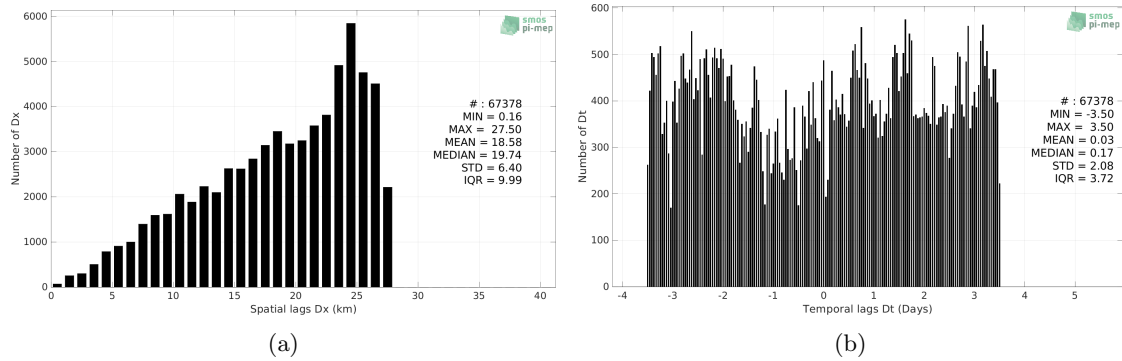 6000
5000
4000
3000
2000
1000
0
Number of Dx
0 5 10 15 20 25 30 35 40
Spatial lags Dx (km)
smos
pi-mep
# : 67378
MIN = 0.16
MAX = 27.50
MEAN = 18.58
MEDIAN = 19.74
STD = 6.40
IQR = 9.99
(a)
600
500
400
300
200
100
0
Number of Dt
-4 -3 -2 -1 0 1 2 3 4 5
Temporal lags Dt (Days)
smos
pi-mep
# : 67378
MIN = -3.50
MAX = 3.50
MEAN = 0.03
MEDIAN = 0.17
STD = 2.08
IQR = 3.72
(b)